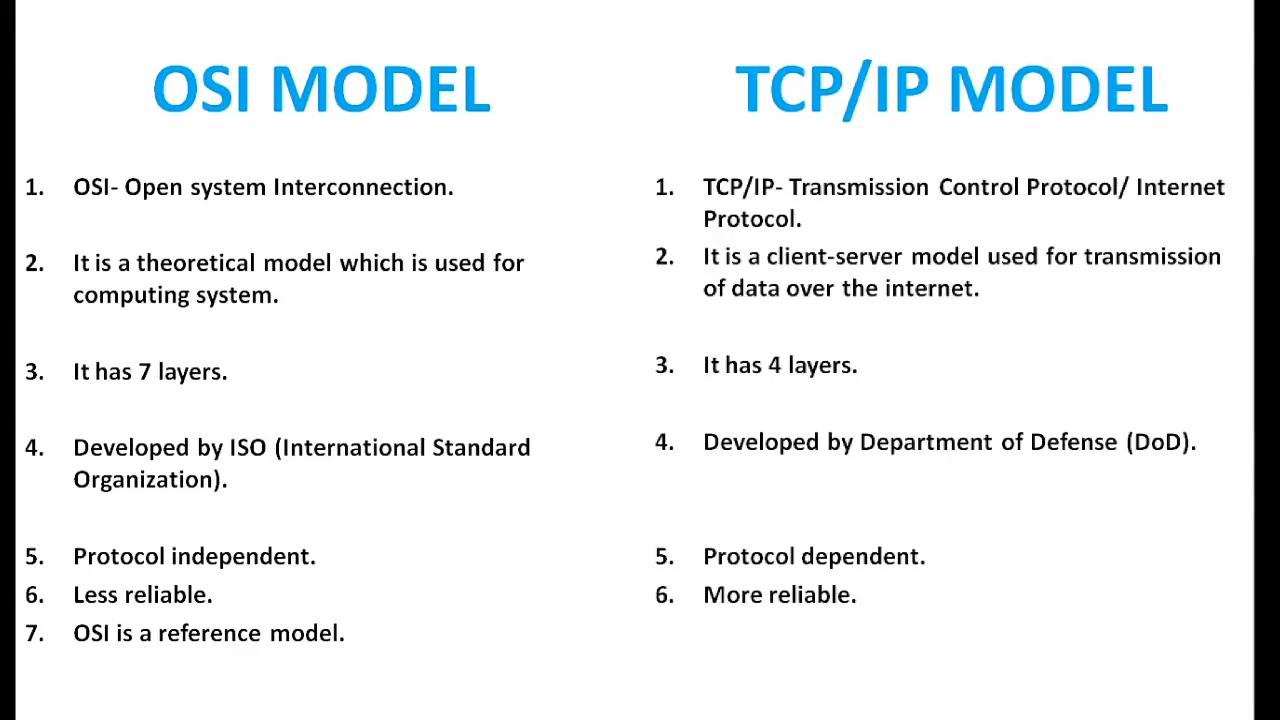 OSI MODEL
1. OSI- Open system Interconnection.
2. It is a theoretical model which is used for
computing system.
3. It has 7 layers.
4. Developed by ISO (International Standard
Organization).
5. Protocol independent.
6. Less reliable.
7. OSI is a reference model.
TCP/IP MODEL
1. TCP/IP- Transmission Control Protocol/ Internet
Protocol.
2. It is a client-server model used for transmission
of data over the internet.
3. It has 4 layers.
4. Developed by Department of Defense (DoD).
5. Protocol dependent.
6. More reliable.